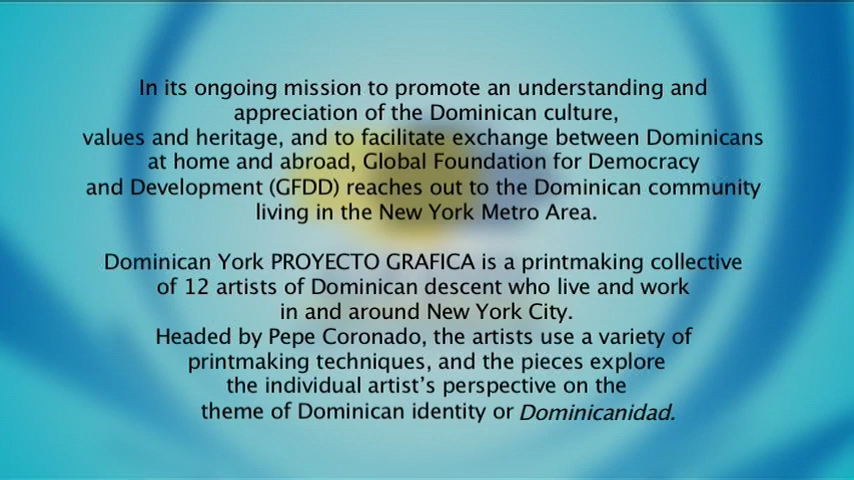 In its ongoing mission to promote an understanding and
appreciation of the Dominican culture,
values and heritage, and to facilitate exchange between Dominicans
at home and abroad, Global Foundation for Democracy
and Development (GFDD) reaches out to the Dominican community
living in the New York Metro Area.
Dominican York PROYECTO GRAFICA is a printmaking collective
of 12 artists of Dominican descent who live and work
in and around New York City.
Headed by Pepe Coronado, the artists use a variety of
printmaking techniques, and the pieces explore
the individual artist's perspective on the
theme of Dominican identity or Dominicanidad.